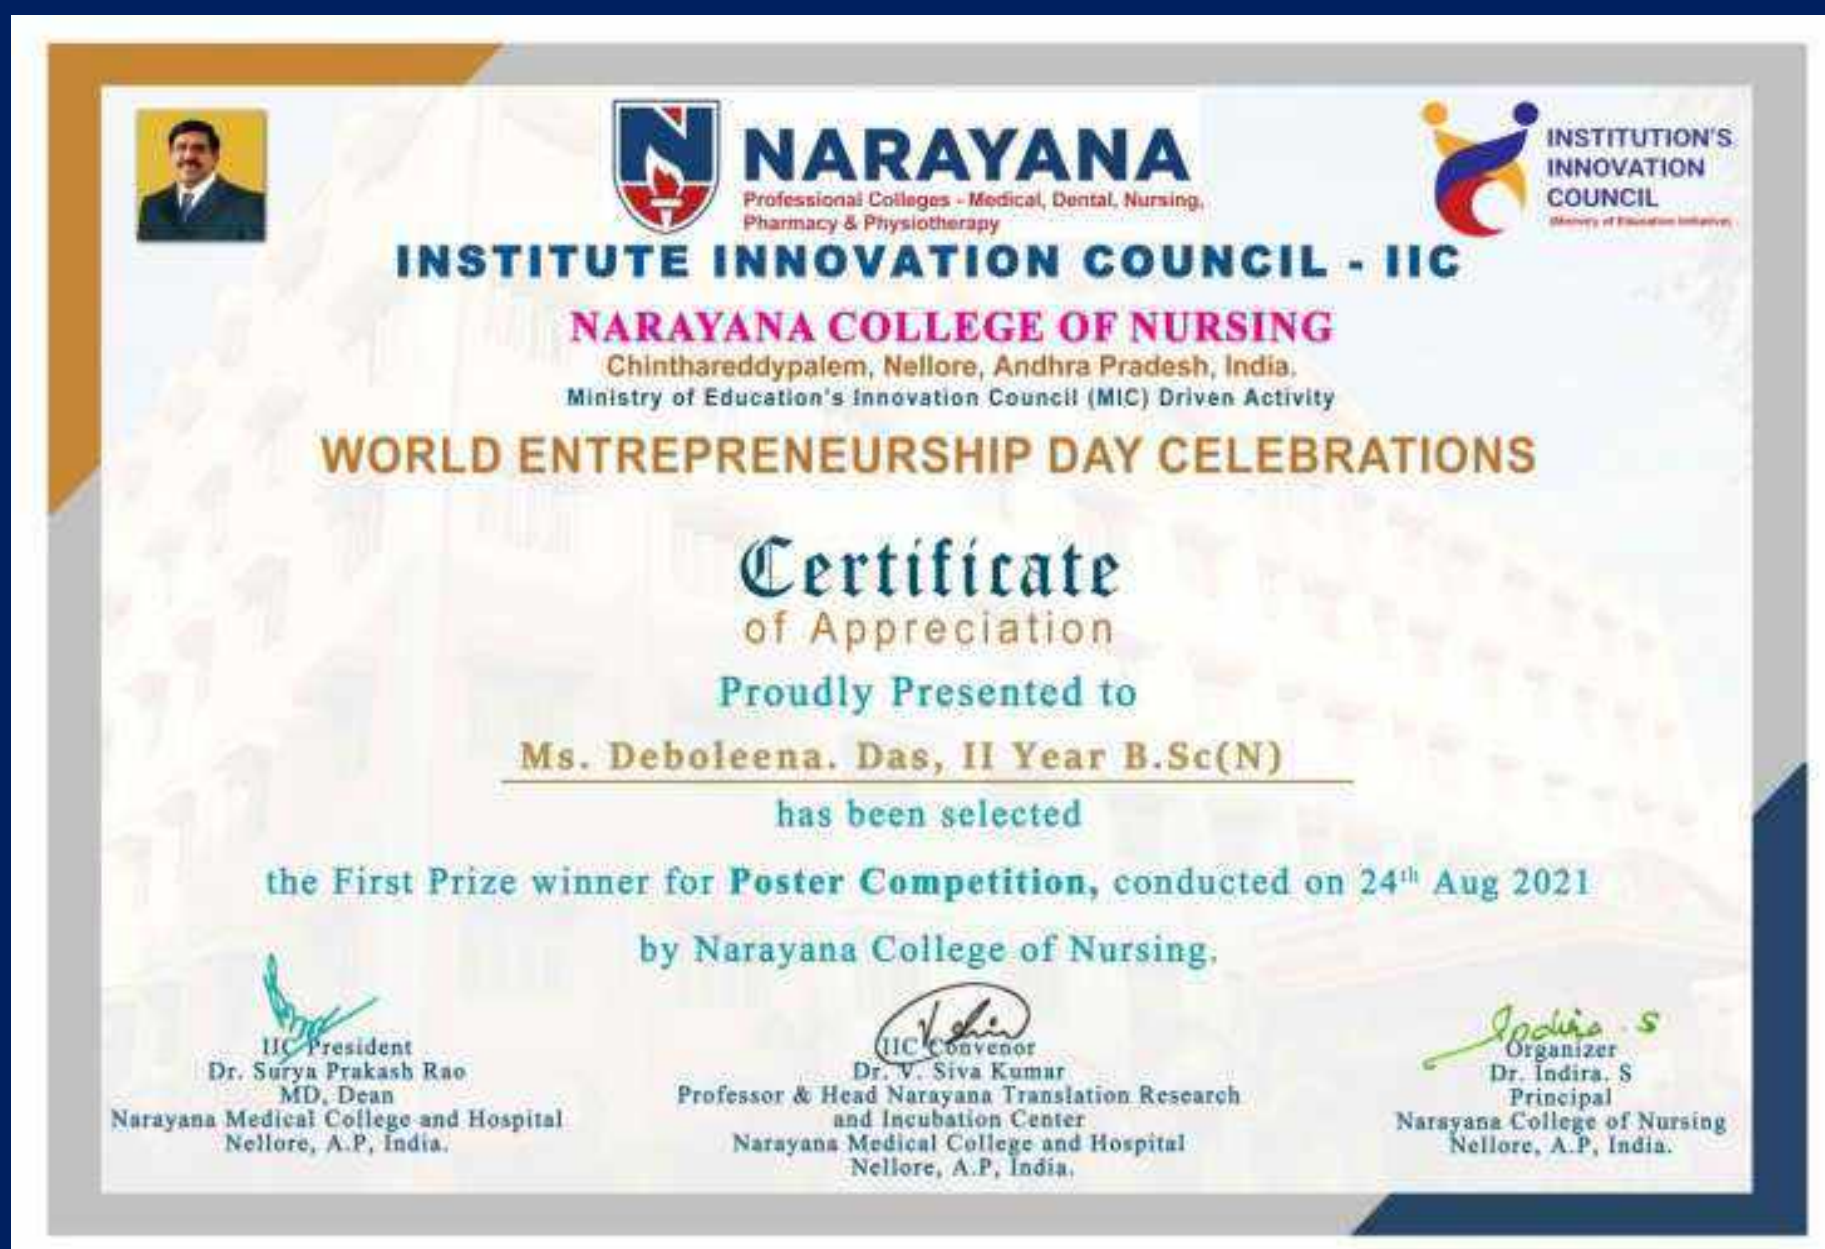 NARAYANA
Professional Colleges - Medical, Dental, Nursing,
Pharmacy & Physiotherapy
INSTITUTION'S
INNOVATION
COUNCIL
(Ministry of Education Initiative)
INSTITUTE INNOVATION COUNCIL - IIC
NARAYANA COLLEGE OF NURSING
Chinthareddypalem, Nellore, Andhra Pradesh, India.
Ministry of Education's Innovation Council (MIC) Driven Activity
WORLD ENTREPRENEURSHIP DAY CELEBRATIONS
Certificate
of Appreciation
Proudly Presented to
Ms. Deboleena. Das, II Year B.Sc(N)
has been selected
the First Prize winner for Poster Competition, conducted on 24th Aug 2021
by Narayana College of Nursing.
IIC President
Dr. Surya Prakash Rao
MD, Dean
Narayana Medical College and Hospital
Nellore, A.P, India.
IIC Convenor
Dr. V. Siva Kumar
Professor & Head Narayana Translation Research
and Incubation Center
Narayana Medical College and Hospital
Nellore, A.P, India.
Indira. S
Organizer
Dr. Indira. S
Principal
Narayana College of Nursing
Nellore, A.P, India.